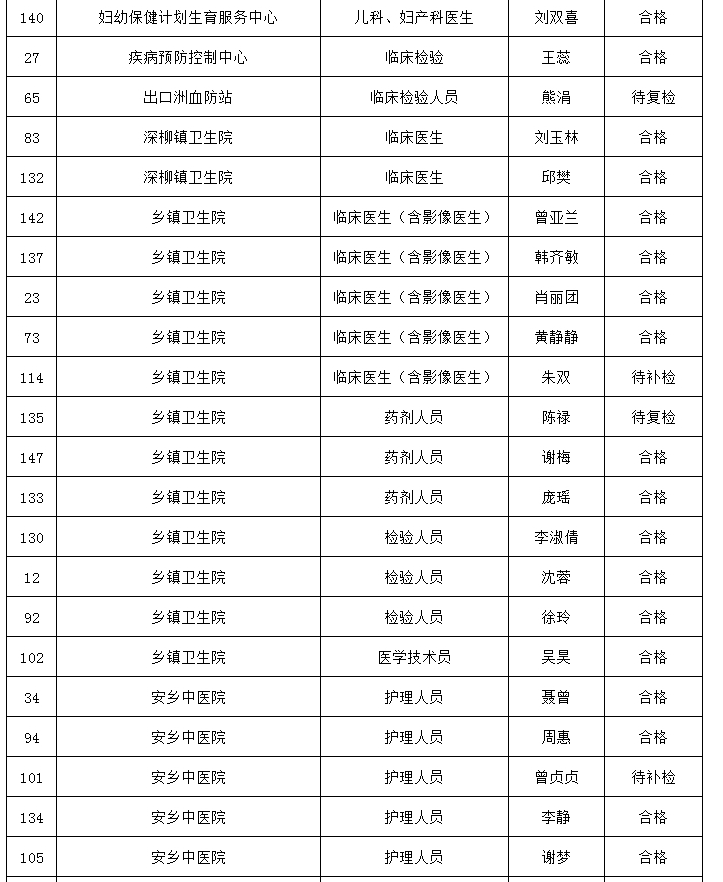 140 妇幼保健计划生育服务中心 儿科、妇产科医生 刘双喜 合格
27 疾病预防控制中心 临床检验 王蕊 合格
65 出口洲血防站 临床检验人员 熊涓 待复检
83 深柳镇卫生院 临床医生 刘玉林 合格
132 深柳镇卫生院 临床医生 邱樊 合格
142 乡镇卫生院 临床医生（含影像医生） 曾亚兰 合格
137 乡镇卫生院 临床医生（含影像医生） 韩齐敏 合格
23 乡镇卫生院 临床医生（含影像医生） 肖丽团 合格
73 乡镇卫生院 临床医生（含影像医生） 黄静静 合格
114 乡镇卫生院 临床医生（含影像医生） 朱双 待补检
135 乡镇卫生院 药剂人员 陈禄 待复检
147 乡镇卫生院 药剂人员 谢梅 合格
133 乡镇卫生院 药剂人员 庞瑶 合格
130 乡镇卫生院 检验人员 李淑倩 合格
12 乡镇卫生院 检验人员 沈蓉 合格
92 乡镇卫生院 检验人员 徐玲 合格
102 乡镇卫生院 医学技术员 吴昊 合格
34 安乡中医院 护理人员 聂曾 合格
94 安乡中医院 护理人员 周惠 合格
101 安乡中医院 护理人员 曾贞贞 待补检
134 安乡中医院 护理人员 李静 合格
105 安乡中医院 护理人员 谢梦 合格